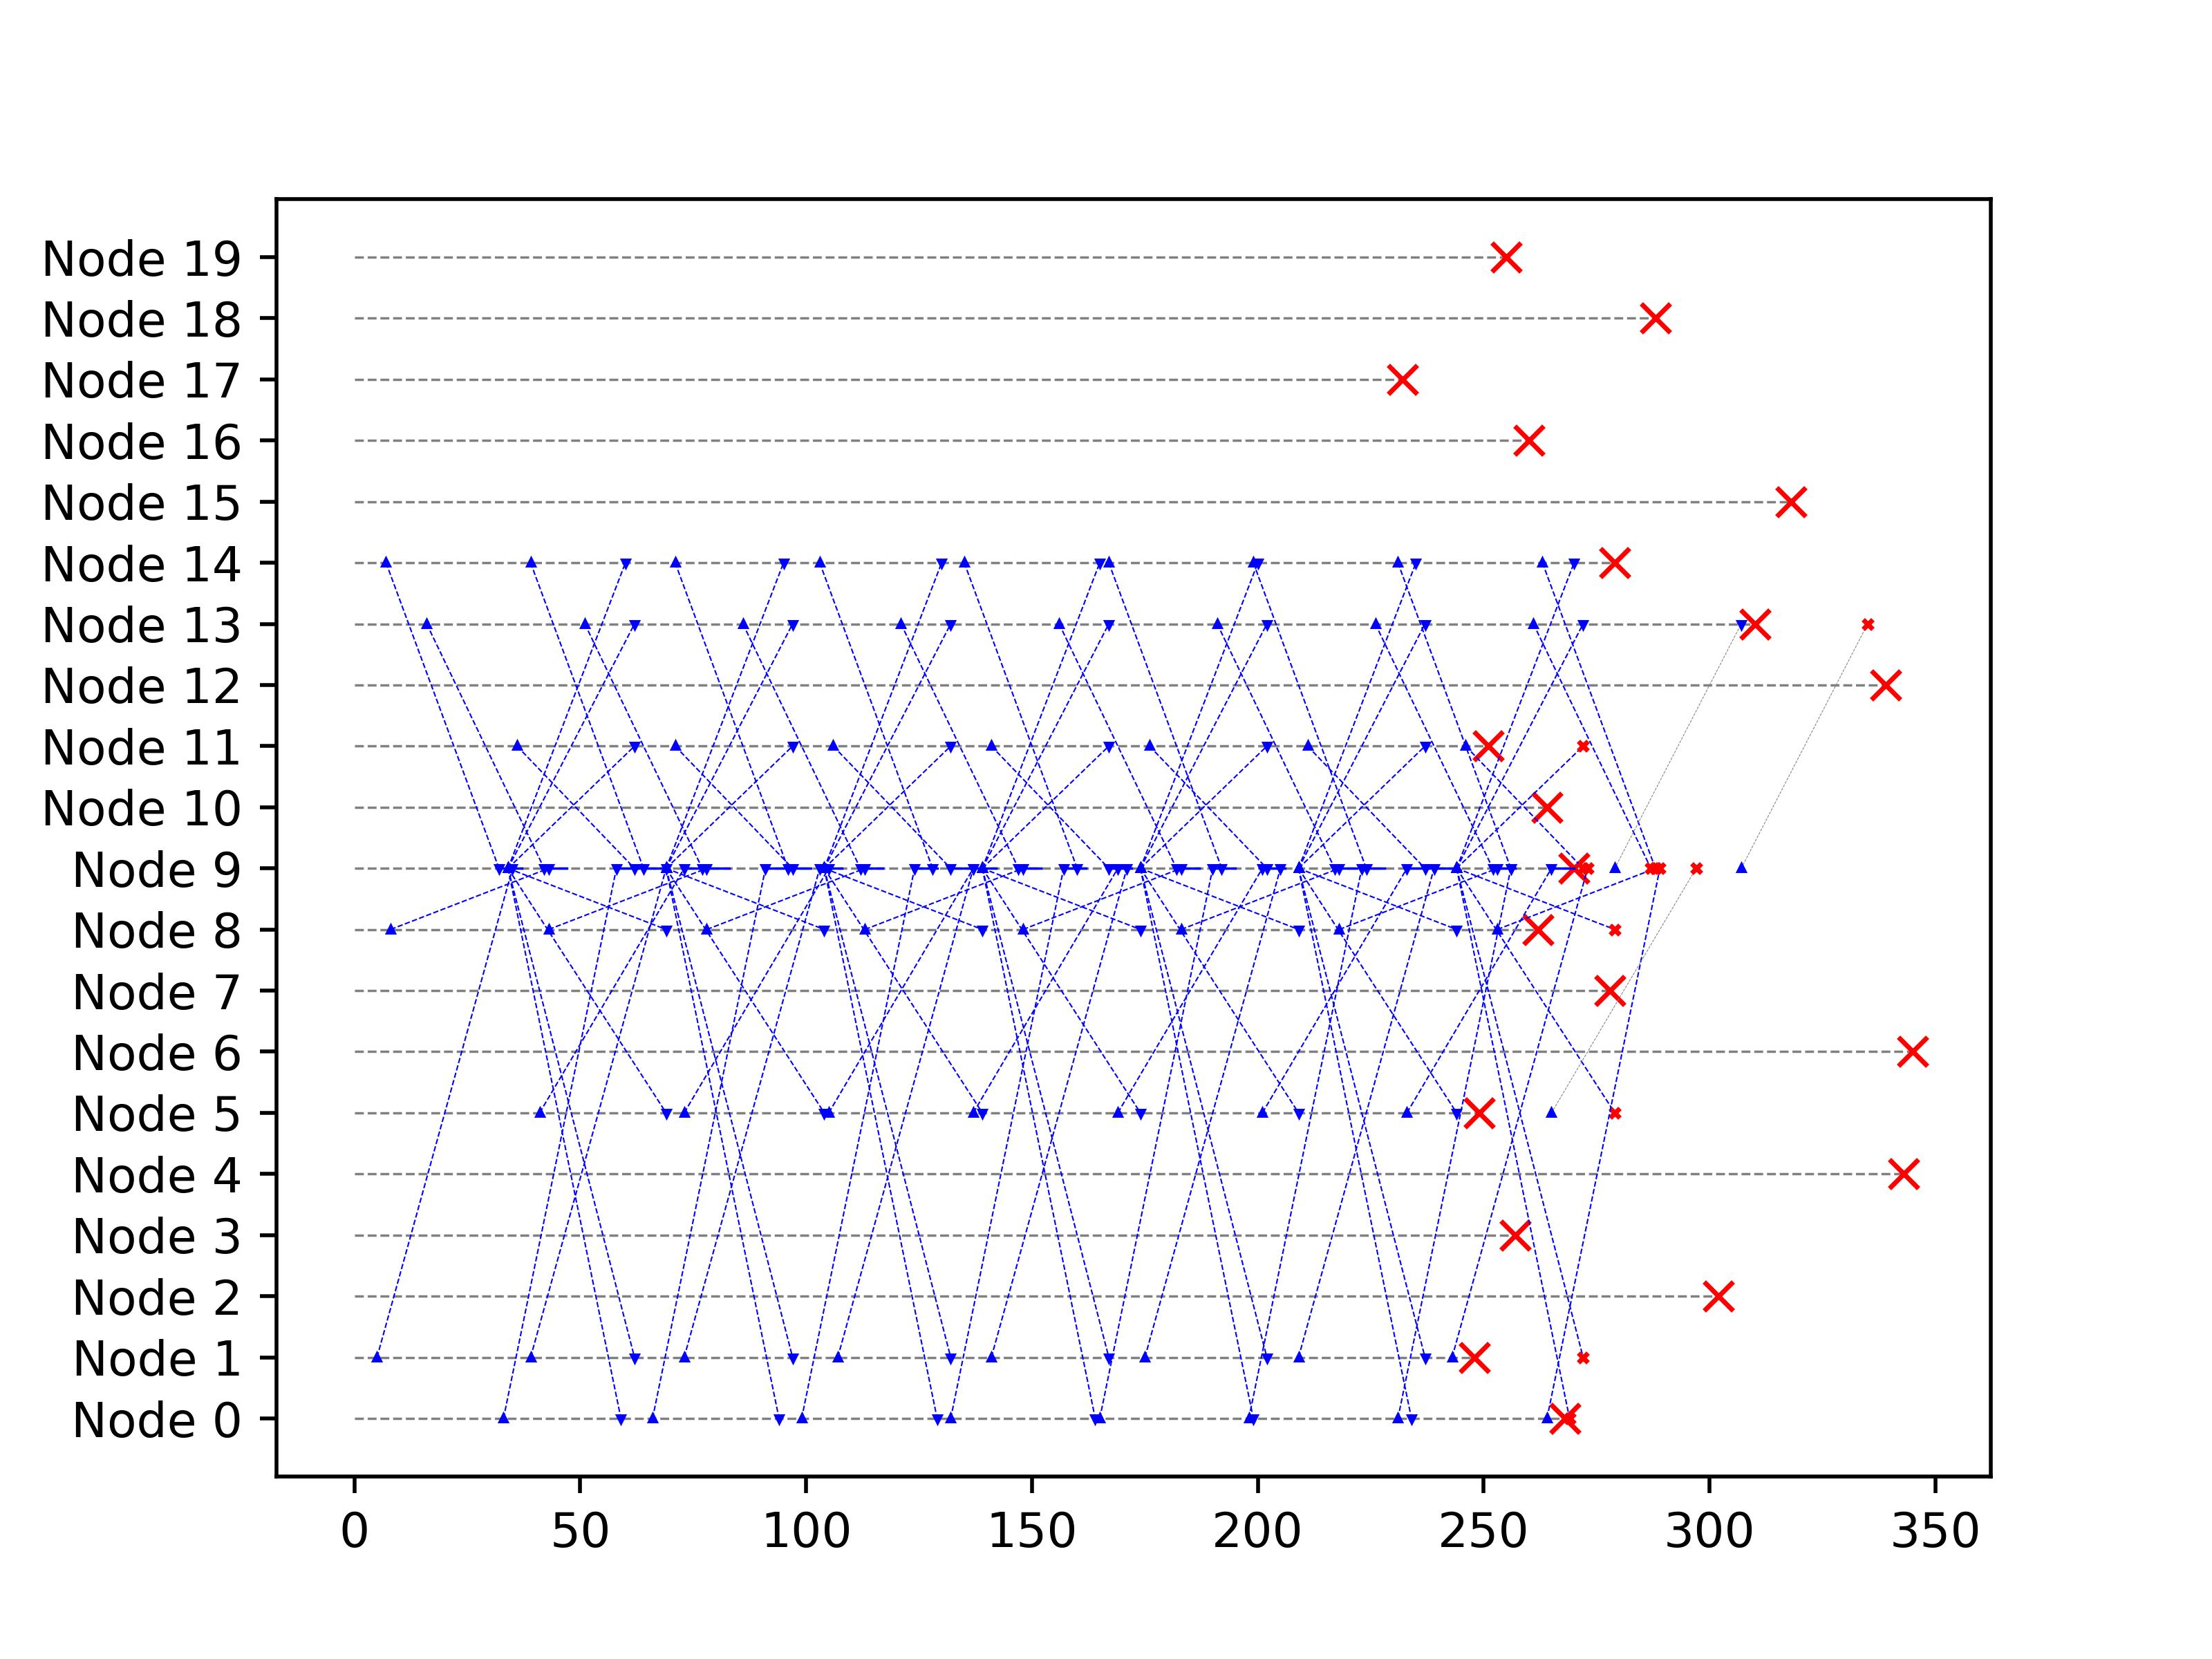 Node 19
Node 18
Node 17
Node 16
Node 15
Node 14
Node 13
Node 12
Node 11
Node 10
Node 9
Node 8
Node 7
Node 6
Node 5
Node 4
Node 3
Node 2
Node 1
Node 0
0 50 100 150 200 250 300 350